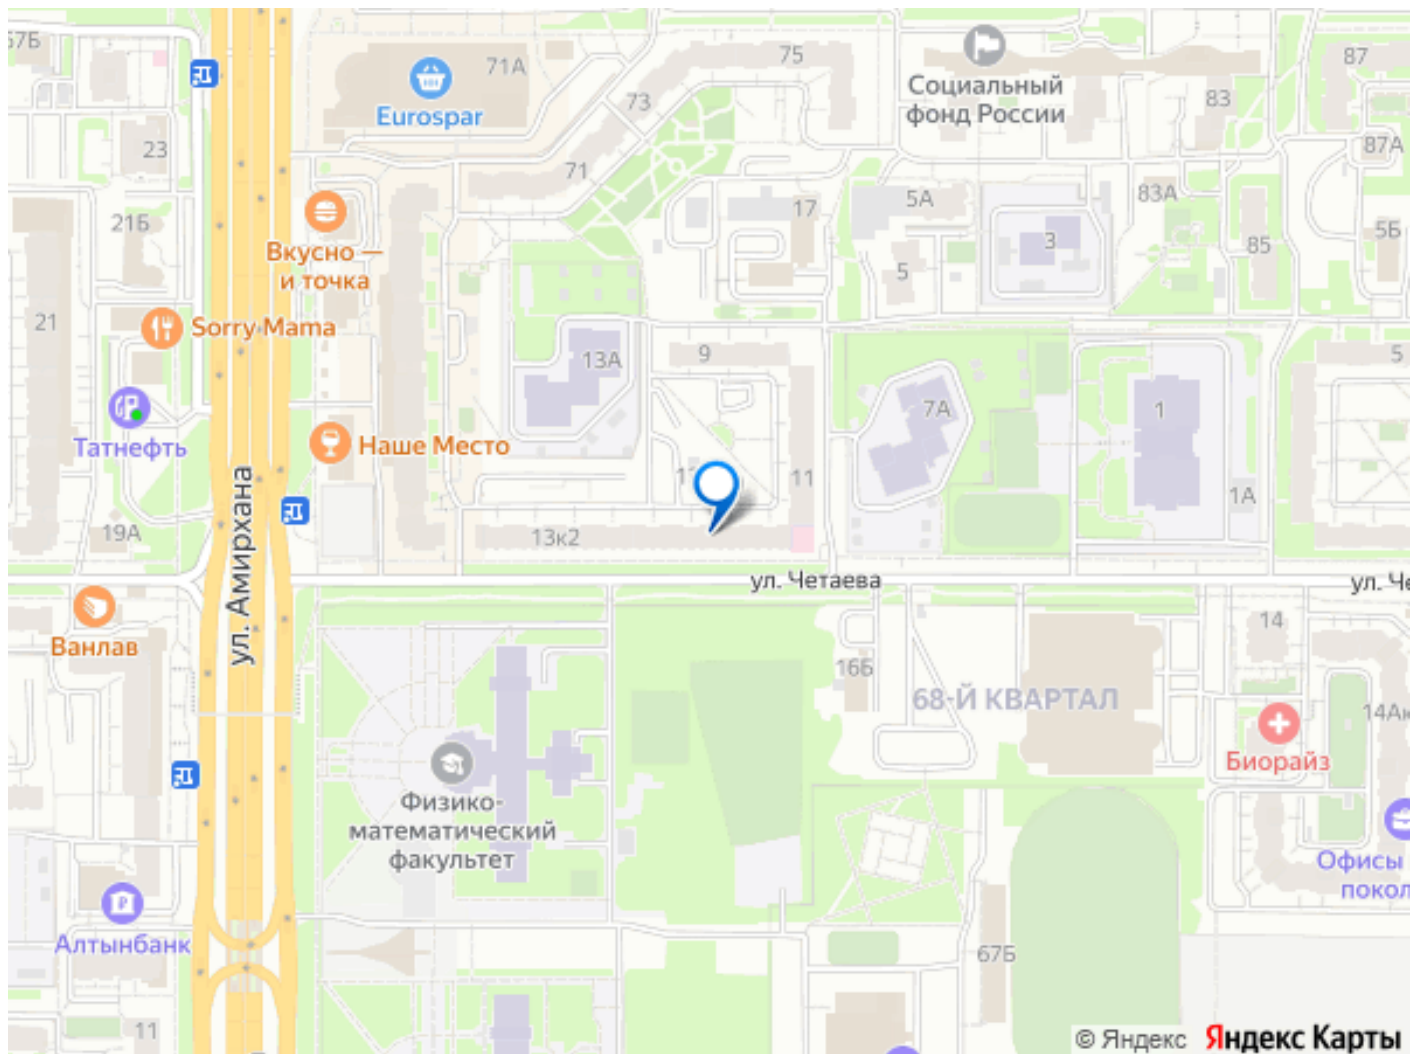 67Б
71А
75
87
Eurospar
Социальный
фонд России
83
73
23
71
87А
83А
5А
17
21Б
5Б
3
85
Вкусно —
и точка
5
21
Sorry Mama
9
5
13А
7А
1
Татнефть
Наше Место
11
1А
ул. Амирхана
19А
13к2
ул. Четаева
ул. Че
Ванлав
14
16Б
68-Й КВАРТАЛ
Биорайз
Физико-
математический
факультет
Офисы
покол
Алтынбанк
67Б
11
© Яндекс Яндекс Карты